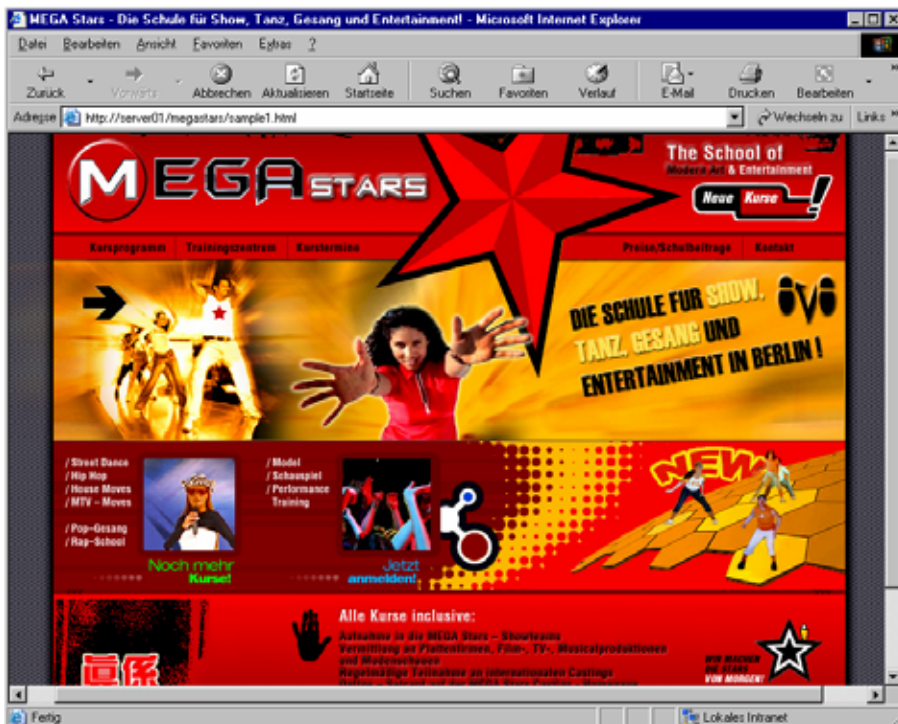 MEGA Stars - Die Schule für Show, Tanz, Gesang und Entertainment! - Microsoft Internet Explorer
Datei Bearbeiten Ansicht Favoriten Extras ?
Zurück Vorwärts Abbrechen Aktualisieren Startseite Suchen Favoriten Verlauf E-Mail Drucken Bearbeiten
Adresse http://server01/megastars/sample1.html Wechseln zu Links
MEGA STARS
The School of
Modern Art & Entertainment
Neue Kurse !
Kursprogramm Trainingszentrum Kurstermine Preise/Schulbeiträge Kontakt
DIE SCHULE FUR SHOW,
TANZ, GESANG UND
ENTERTAINMENT IN BERLIN !
/ Street Dance
/ Hip Hop
/ House Moves
/ MTV - Moves
/ Pop-Gesang
/ Rap-School
Noch mehr
Kurse!
/ Model
/ Schauspiel
/ Performance
Training
Jetzt
anmelden!
NEW
Alle Kurse inclusive:
Aufnahme in die MEGA Stars - Showteams
Vermittlung an Plattenfirmen, Film-, TV-, Musicalproduktionen
und Modenschauen
Regelmäßige Teilnahme an internationalen Castings
WIR MACHEN
DIE STARS
VON MORGEN!
Fertig Lokales Intranet